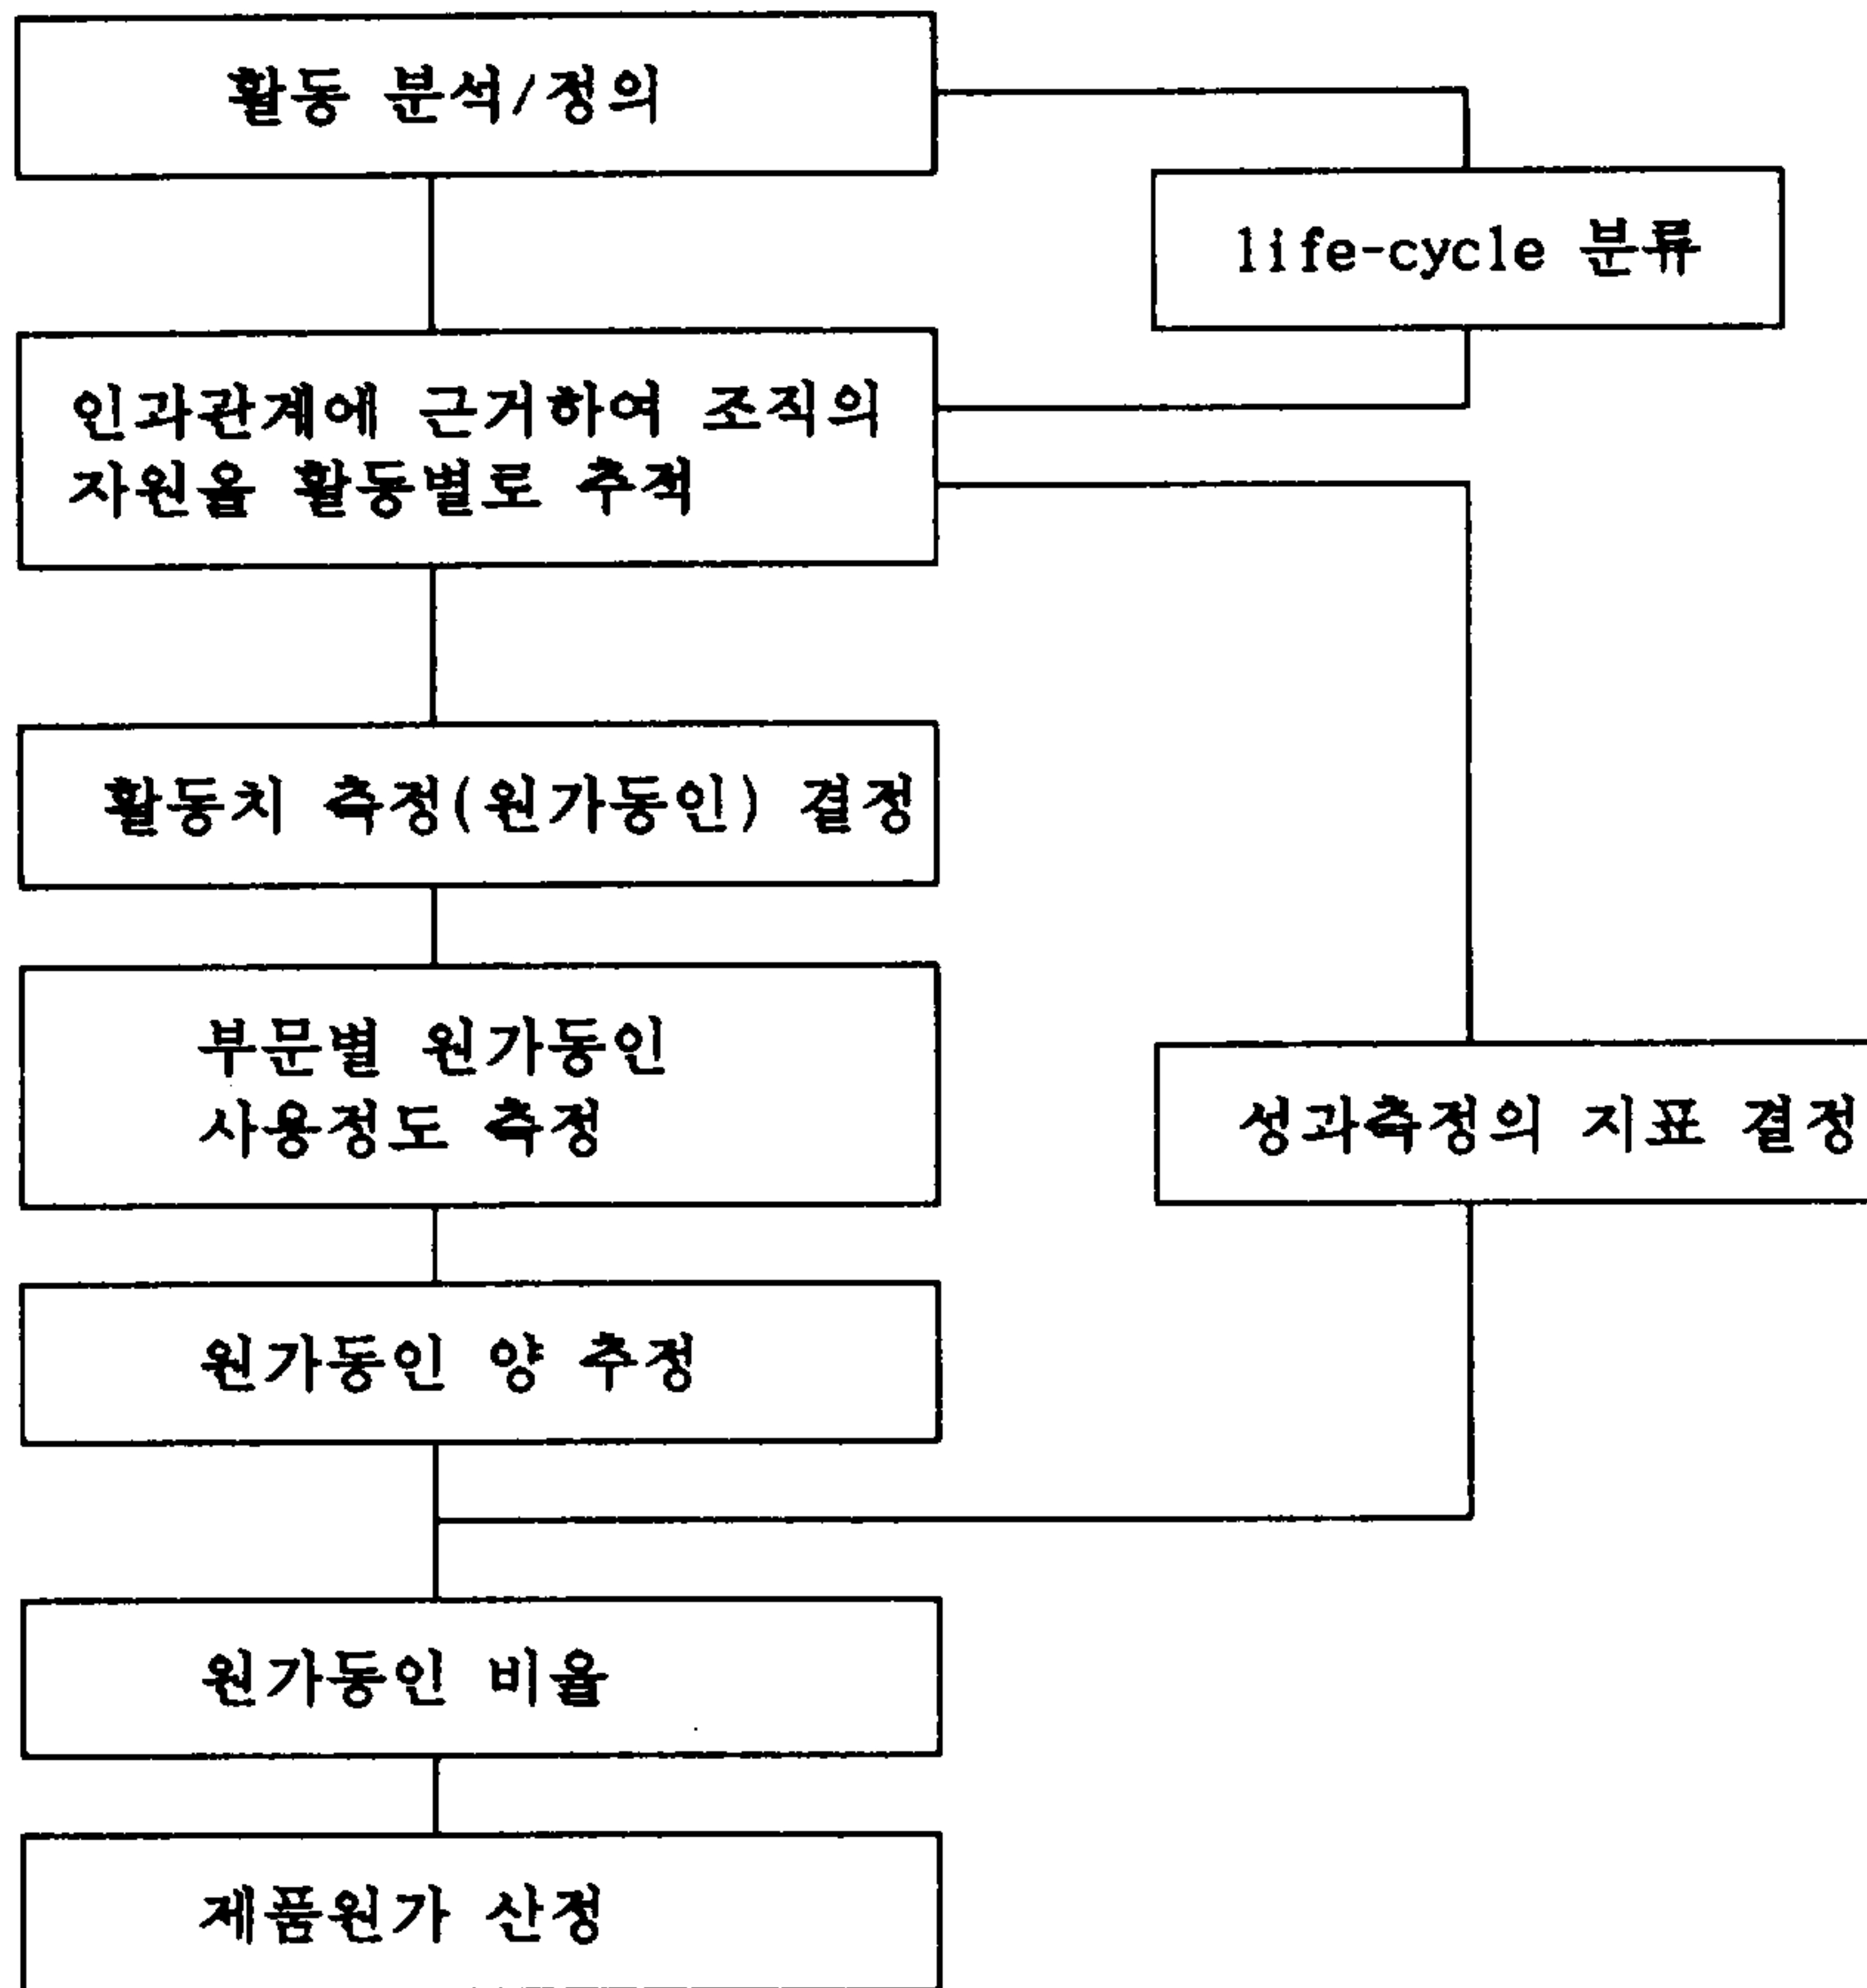 활동 분석/정의
life-cycle 분류
인과관계에 근거하여 조직의
자원을 활동별로 추적
활동치 측정(원가동인) 결정
부문별 원가동인
사용정도 측정
성과측정의 지표 결정
원가동인 양 추정
원가동인 비율
제품원가 산정